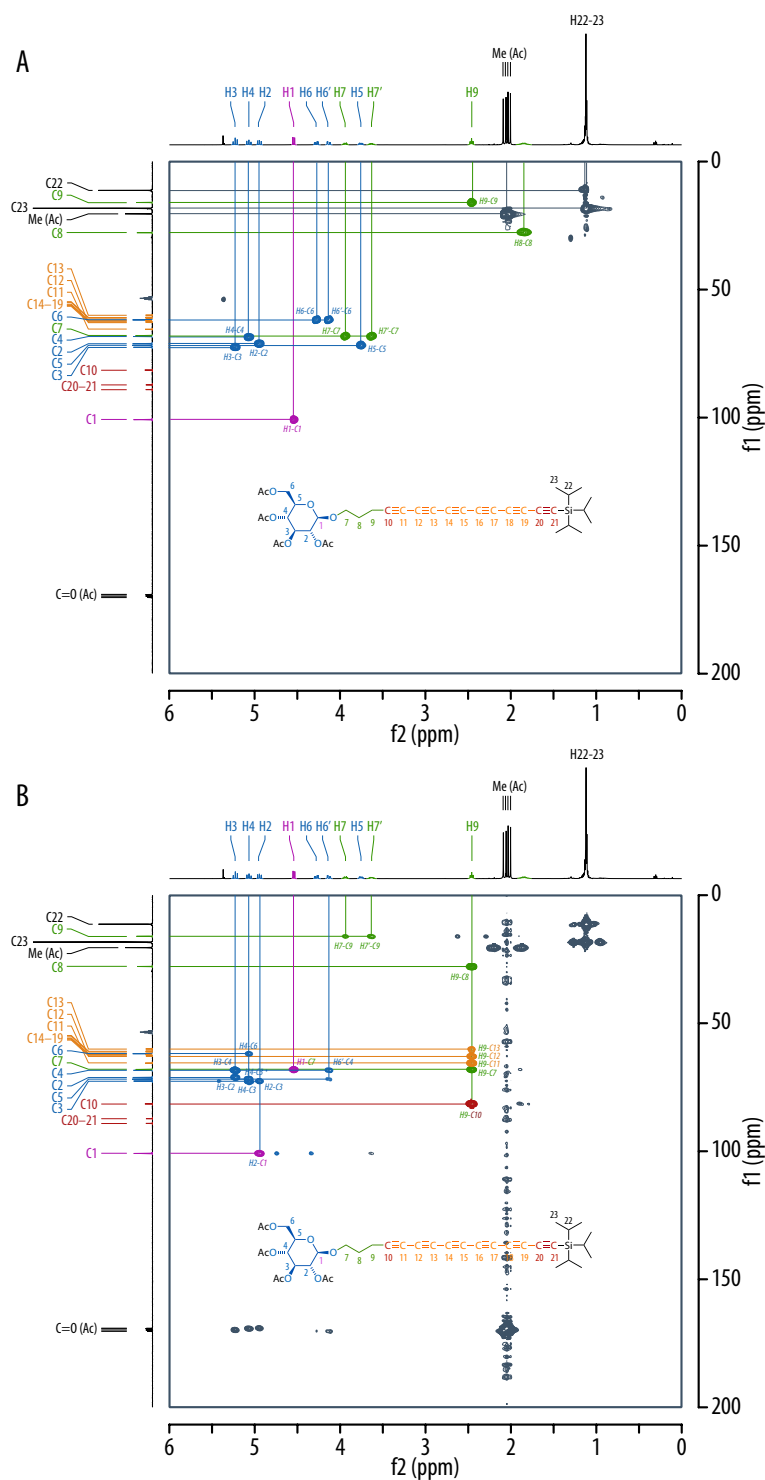 A
H22-23
Me (Ac)
H3 H4 H2 H1 H6 H6′ H7 H5 H7′ H9
C22
C9
C23
Me (Ac)
C8
C13
C12
C11
C14–19
C6
C7
C4
C2
C5
C3
C10
C20–21
C1
C=O (Ac)
H9-C9
H8-C8
H6-C6 H6′-C6
H4-C4 H7-C7 H7′-C7
H3-C3 H2-C2 H5-C5
H1-C1
6 5 4 3 2 1
AcO AcO AcO OAc O O
7 8 9
C≡C–C≡C–C≡C–C≡C–C≡C–C≡C–Si
10 11 12 13 14 15 16 17 18 19 20 21
23 22
0
50
100
150
200
f1 (ppm)
6 5 4 3 2 1 0
f2 (ppm)
B
H22-23
Me (Ac)
H3 H4 H2 H1 H6 H6′ H7 H5 H7′ H9
C22
C9
C23
Me (Ac)
C8
C13
C12
C11
C14–19
C6
C7
C4
C2
C5
C3
C10
C20–21
C1
C=O (Ac)
H7-C9 H7′-C9
H9-C8
H4-C6 H9-C13
H9-C12
H3-C4 H1-C7 H6′-C4 H9-C11
H9-C7
H3-C2 H4-C3 H2-C3
H9-C10
H2-C1
6 5 4 3 2 1
AcO AcO AcO OAc O O
7 8 9
C≡C–C≡C–C≡C–C≡C–C≡C–C≡C–Si
10 11 12 13 14 15 16 17 18 19 20 21
23 22
0
50
100
150
200
f1 (ppm)
6 5 4 3 2 1 0
f2 (ppm)